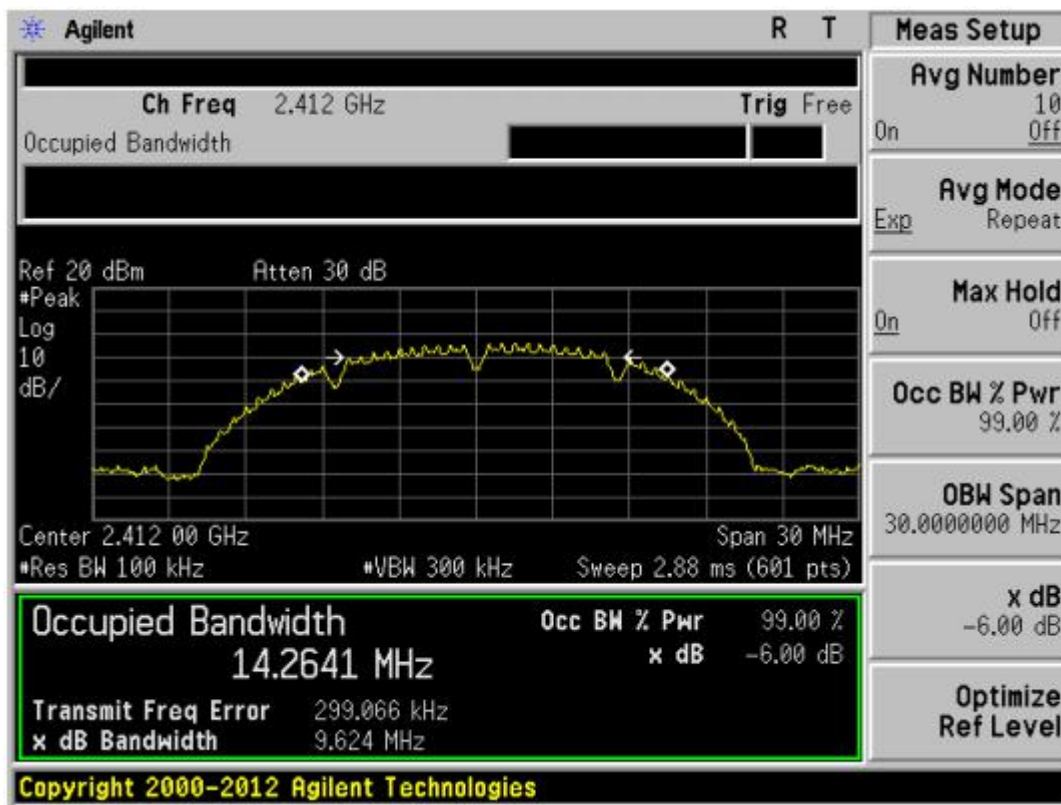 Agilent R T
Ch Freq 2.412 GHz Trig Free
Occupied Bandwidth
Ref 20 dBm Atten 30 dB
#Peak
Log
10
dB/
Center 2.412 00 GHz Span 30 MHz
#Res BW 100 kHz #VBW 300 kHz Sweep 2.88 ms (601 pts)
Occupied Bandwidth
14.2641 MHz
Occ BW % Pwr 99.00 %
x dB -6.00 dB
Transmit Freq Error 299.066 kHz
x dB Bandwidth 9.624 MHz
Copyright 2000-2012 Agilent Technologies
Meas Setup
Avg Number
10
On Off
Avg Mode
Exp Repeat
Max Hold
On Off
Occ BW % Pwr
99.00 %
OBW Span
30.0000000 MHz
x dB
-6.00 dB
Optimize
Ref Level